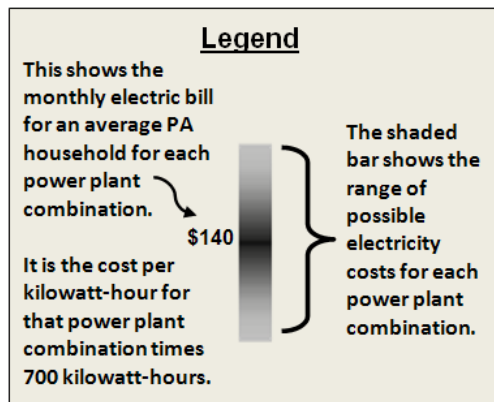 Legend
This shows the
monthly electric bill
for an average PA
household for each
power plant
combination.
$140
It is the cost per
kilowatt-hour for
that power plant
combination times
700 kilowatt-hours.
The shaded
bar shows the
range of
possible
electricity
costs for each
power plant
combination.